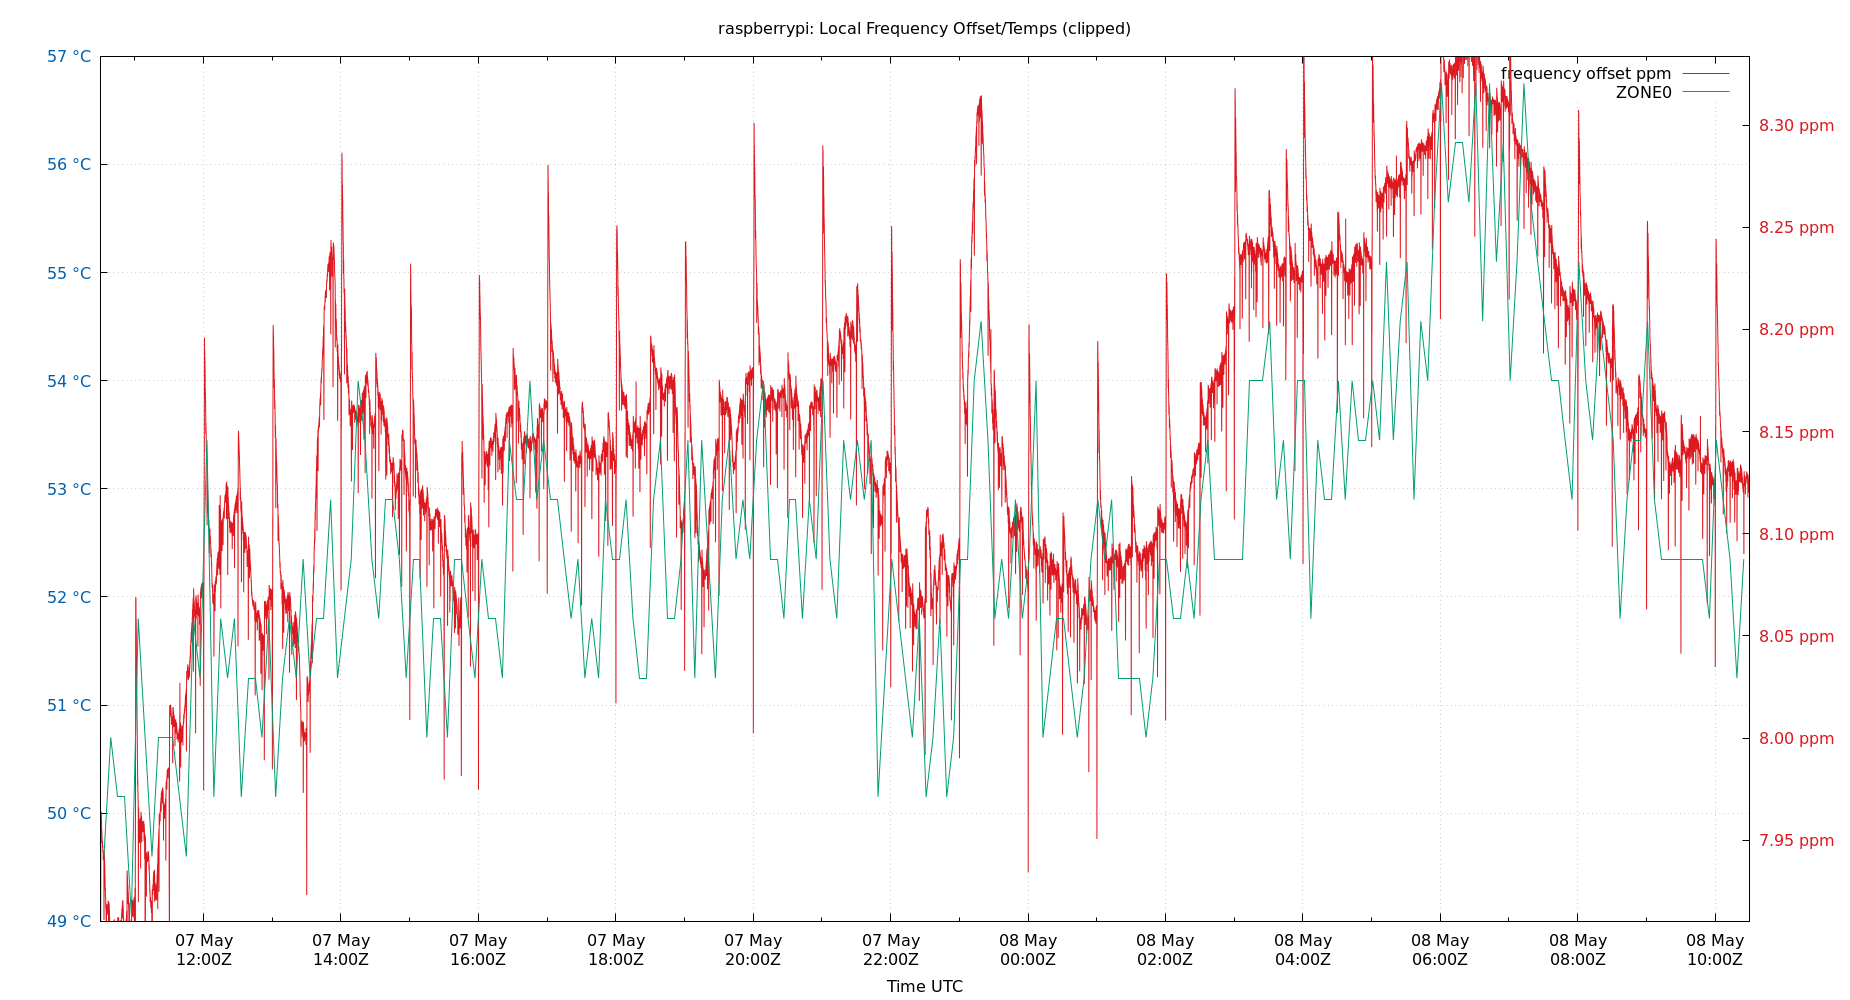 raspberrypi: Local Frequency Offset/Temps (clipped)
57 °C
56 °C
55 °C
54 °C
53 °C
52 °C
51 °C
50 °C
49 °C
frequency offset ppm
ZONE0
8.30 ppm
8.25 ppm
8.20 ppm
8.15 ppm
8.10 ppm
8.05 ppm
8.00 ppm
7.95 ppm
07 May 07 May 07 May 07 May 07 May 07 May 08 May 08 May 08 May 08 May 08 May 08 May
12:00Z 14:00Z 16:00Z 18:00Z 20:00Z 22:00Z 00:00Z 02:00Z 04:00Z 06:00Z 08:00Z 10:00Z
Time UTC